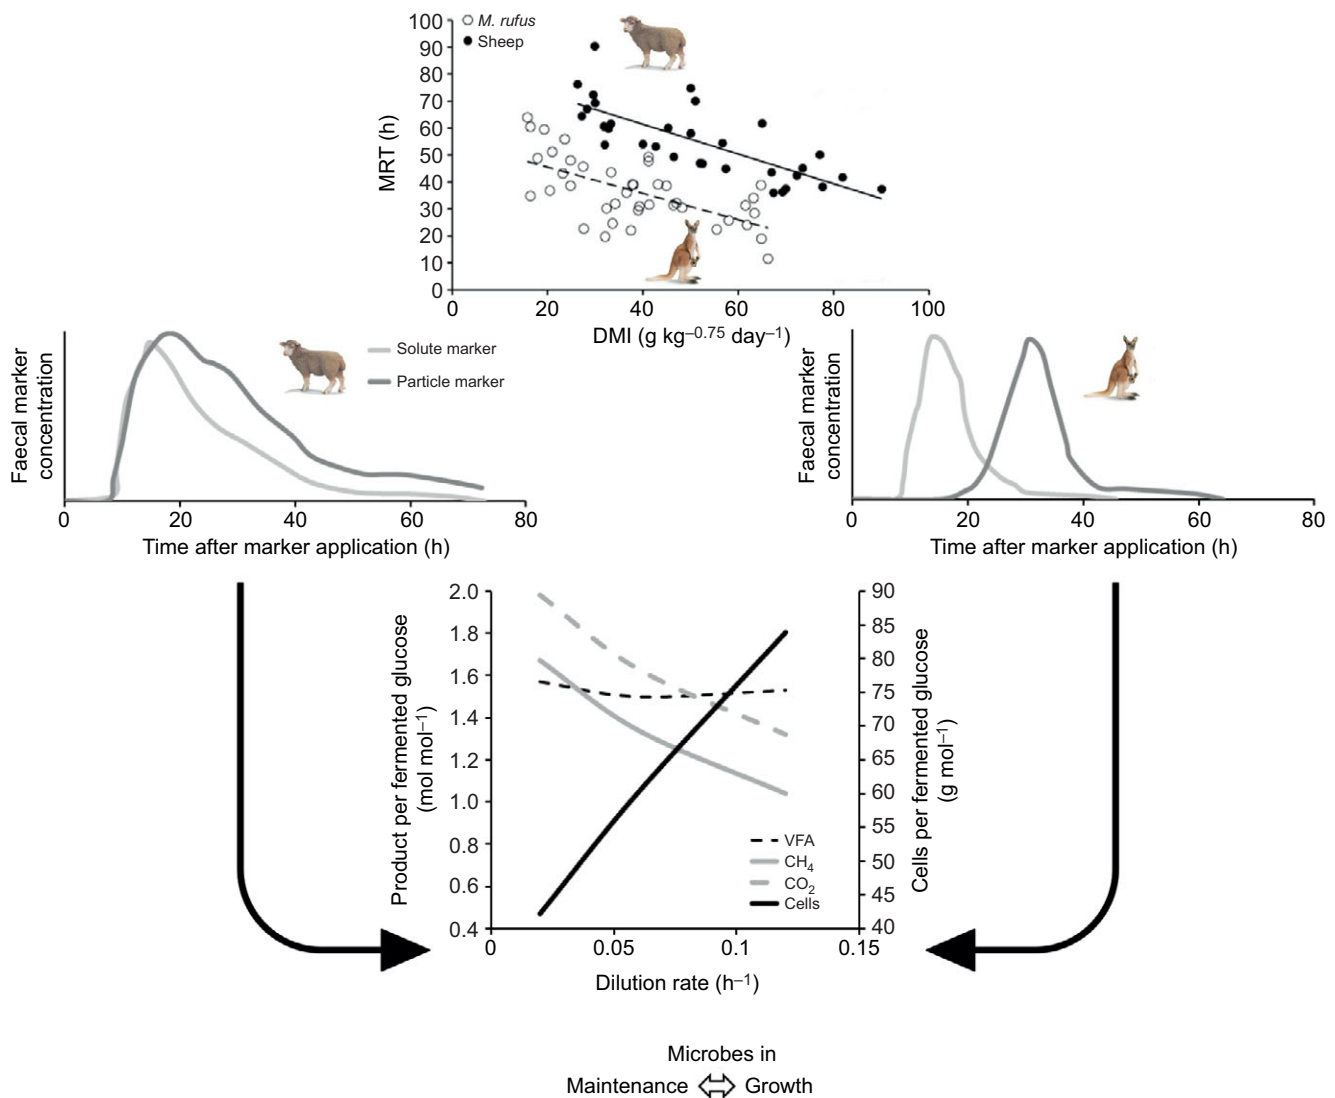 100
90
80
70
60
50
40
30
20
10
0
MRT (h)
M. rufus
Sheep
0 20 40 60 80 100
DMI (g kg–0.75 day–1)
Faecal marker
concentration
Solute marker
Particle marker
0 20 40 60 80
Time after marker application (h)
Faecal marker
concentration
0 20 40 60 80
Time after marker application (h)
Product per fermented glucose
(mol mol–1)
2.0
1.8
1.6
1.4
1.2
1.0
0.8
0.6
0.4
90
85
80
75
70
65
60
55
50
45
40
Cells per fermented glucose
(g mol–1)
VFA
CH4
CO2
Cells
0 0.05 0.1 0.15
Dilution rate (h–1)
Microbes in
Maintenance Growth